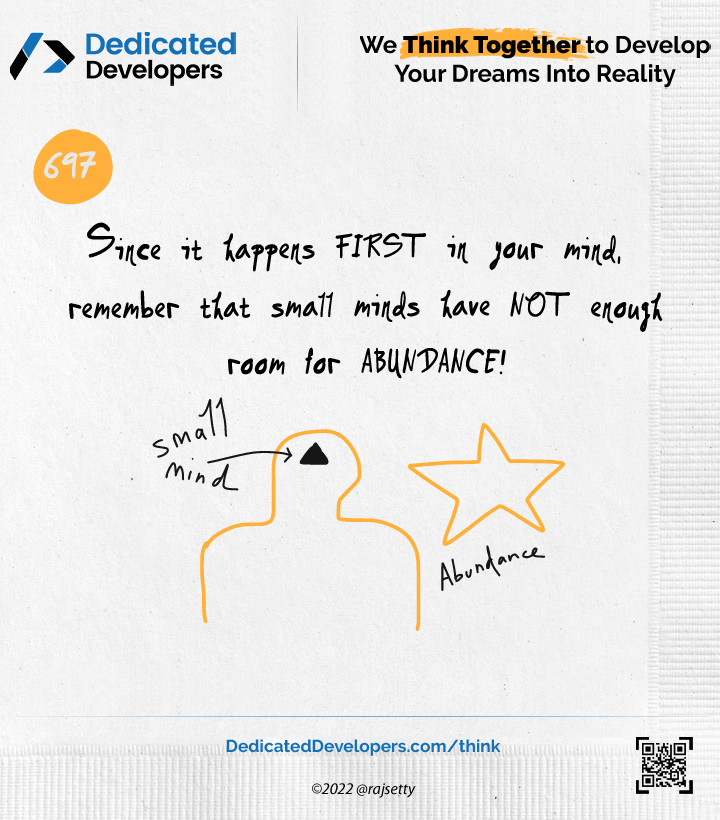 Dedicated
Developers
We Think Together to Develop
Your Dreams Into Reality
697
Since it happens FIRST in your mind,
remember that small minds have NOT enough
room for ABUNDANCE!
small
mind
Abundance
DedicatedDevelopers.com/think
©2022 @rajsetty